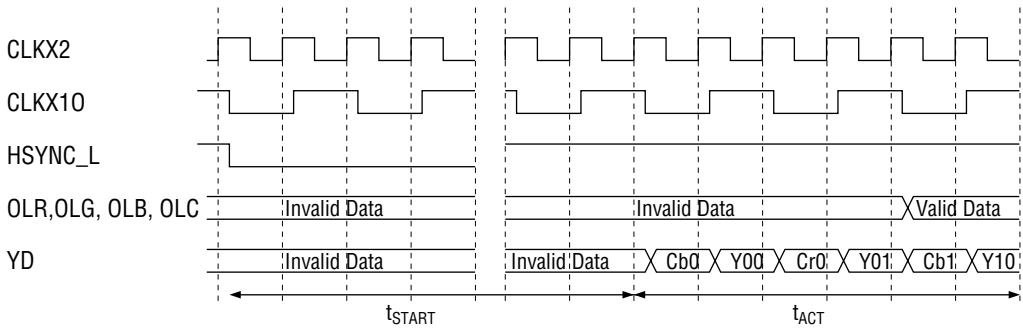 CLKX2
CLKX1O
HSYNC_L
OLR,OLG, OLB, OLC Invalid Data Invalid Data Valid Data
YD Invalid Data Invalid Data Cb0 Y00 Cr0 Y01 Cb1 Y10
tSTART tACT